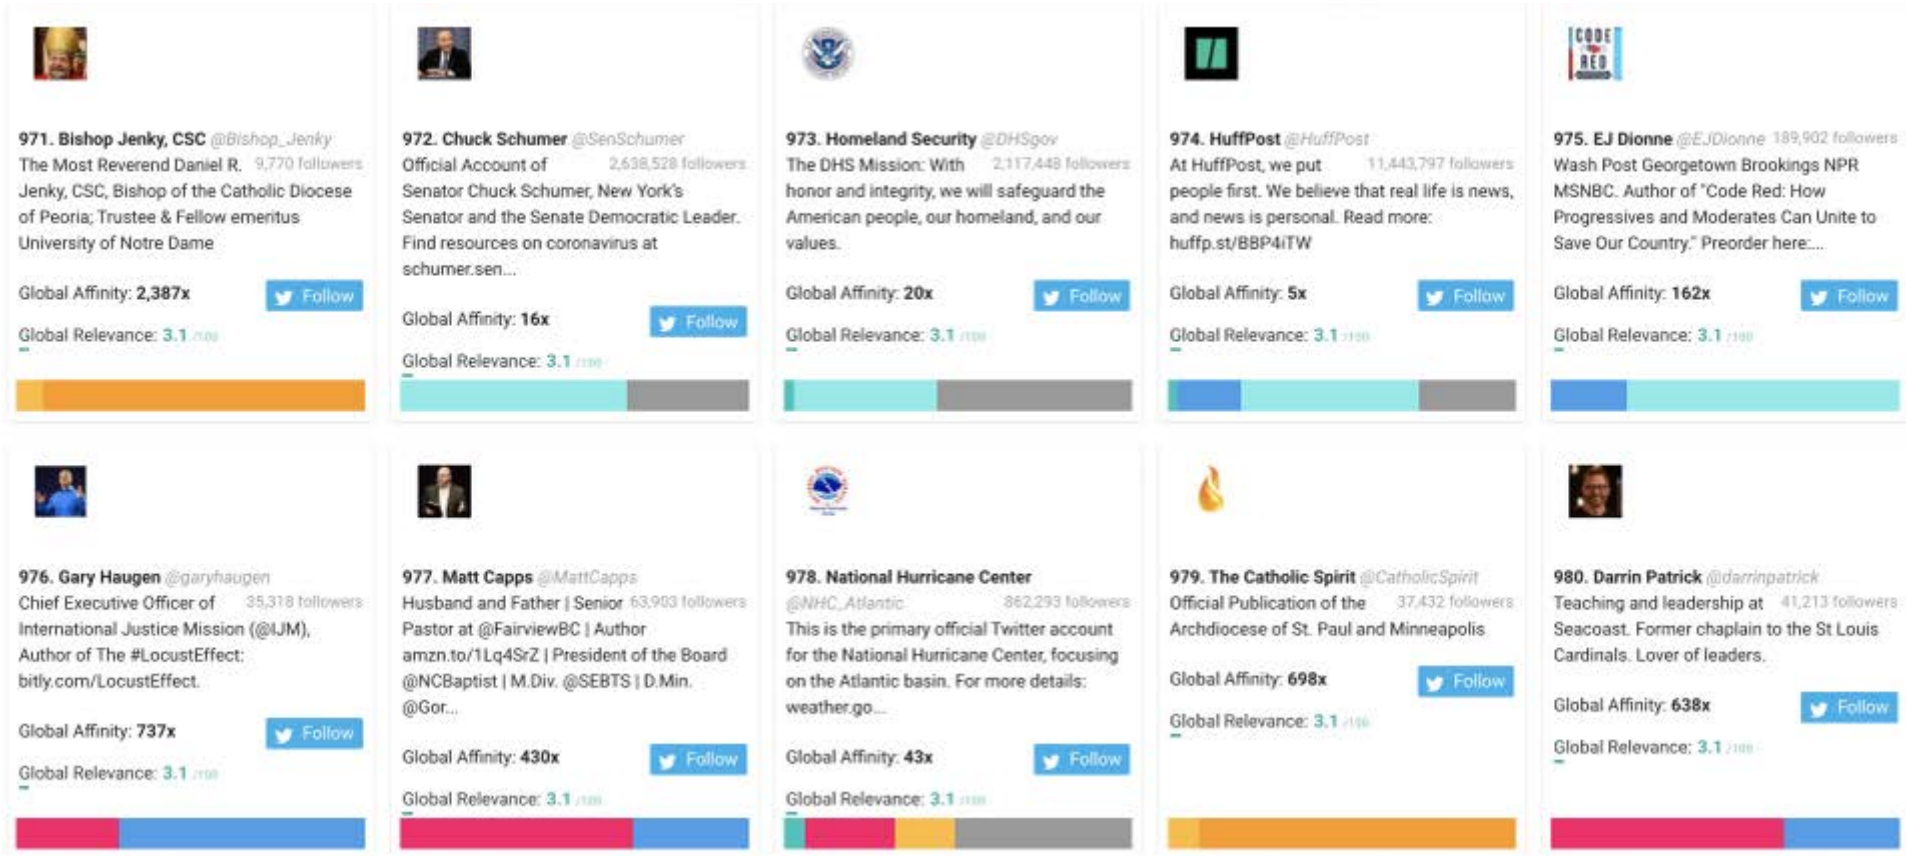 CODE
RED
971. Bishop Jenky, CSC @Bishop_Jenky
The Most Reverend Daniel R. 9,770 followers
Jenky, CSC, Bishop of the Catholic Diocese
of Peoria; Trustee & Fellow emeritus
University of Notre Dame
Global Affinity: 2,387x
Follow
Global Relevance: 3.1 /100
972. Chuck Schumer @SenSchumer
Official Account of 2,638,528 followers
Senator Chuck Schumer, New York's
Senator and the Senate Democratic Leader.
Find resources on coronavirus at
schumer.sen...
Global Affinity: 16x
Follow
Global Relevance: 3.1 /100
973. Homeland Security @DHSgov
The DHS Mission: With 2,117,448 followers
honor and integrity, we will safeguard the
American people, our homeland, and our
values.
Global Affinity: 20x
Follow
Global Relevance: 3.1 /100
974. HuffPost @HuffPost
At HuffPost, we put 11,443,797 followers
people first. We believe that real life is news,
and news is personal. Read more:
huffp.st/BBP4iTW
Global Affinity: 5x
Follow
Global Relevance: 3.1 /100
975. EJ Dionne @EJDionne 189,902 followers
Wash Post Georgetown Brookings NPR
MSNBC. Author of "Code Red: How
Progressives and Moderates Can Unite to
Save Our Country." Preorder here:...
Global Affinity: 162x
Follow
Global Relevance: 3.1 /100
976. Gary Haugen @garyhaugen
Chief Executive Officer of 35,318 followers
International Justice Mission (@IJM),
Author of The #LocustEffect:
bitly.com/LocustEffect.
Global Affinity: 737x
Follow
Global Relevance: 3.1 /100
977. Matt Capps @MattCapps
Husband and Father | Senior 63,903 followers
Pastor at @FairviewBC | Author
amzn.to/1Lq4SrZ | President of the Board
@NCBaptist | M.Div. @SEBTS | D.Min.
@Gor...
Global Affinity: 430x
Follow
Global Relevance: 3.1 /100
978. National Hurricane Center
@NHC_Atlantic 862,293 followers
This is the primary official Twitter account
for the National Hurricane Center, focusing
on the Atlantic basin. For more details:
weather.go...
Global Affinity: 43x
Follow
Global Relevance: 3.1 /100
979. The Catholic Spirit @CatholicSpirit
Official Publication of the 37,432 followers
Archdiocese of St. Paul and Minneapolis
Global Affinity: 698x
Follow
Global Relevance: 3.1 /100
980. Darrin Patrick @darrinpatrick
Teaching and leadership at 41,213 followers
Seacoast. Former chaplain to the St Louis
Cardinals. Lover of leaders.
Global Affinity: 638x
Follow
Global Relevance: 3.1 /100